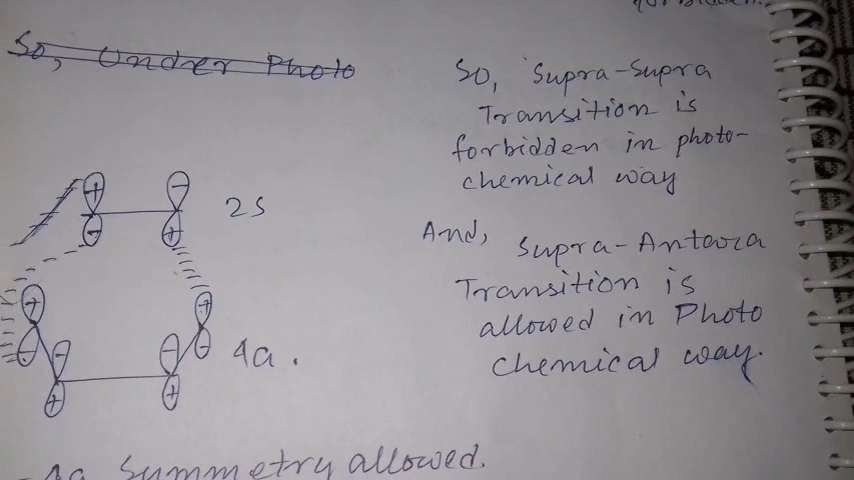 So, Under Photo
So, Supra-Supra
Transition is
forbidden in photo-
chemical way
And, Supra-Antara
Transition is
allowed in Photo
chemical way.
+ - 2s
- +
+ +
- - - -
4a.
+ +
4a Symmetry allowed.